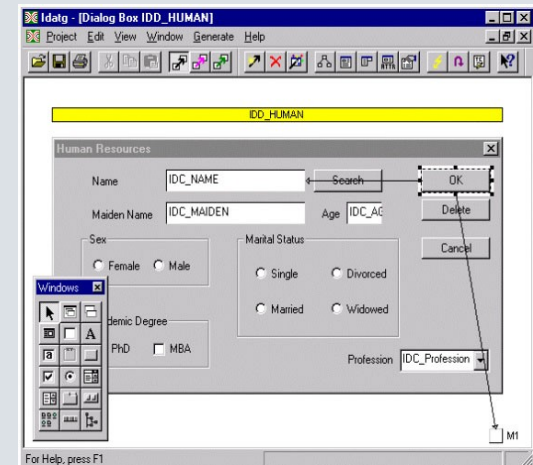 Idatg - [Dialog Box IDD_HUMAN]
Project Edit View Window Generate Help
IDD_HUMAN
Human Resources
Name IDC_NAME Search OK
Maiden Name IDC_MAIDEN Age IDC_AG Delete
Sex Marital Status Cancel
Female Male Single Divorced
Windows
Married Widowed
demic Degree
PhD MBA
Profession IDC_Profession
M1
For Help, press F1